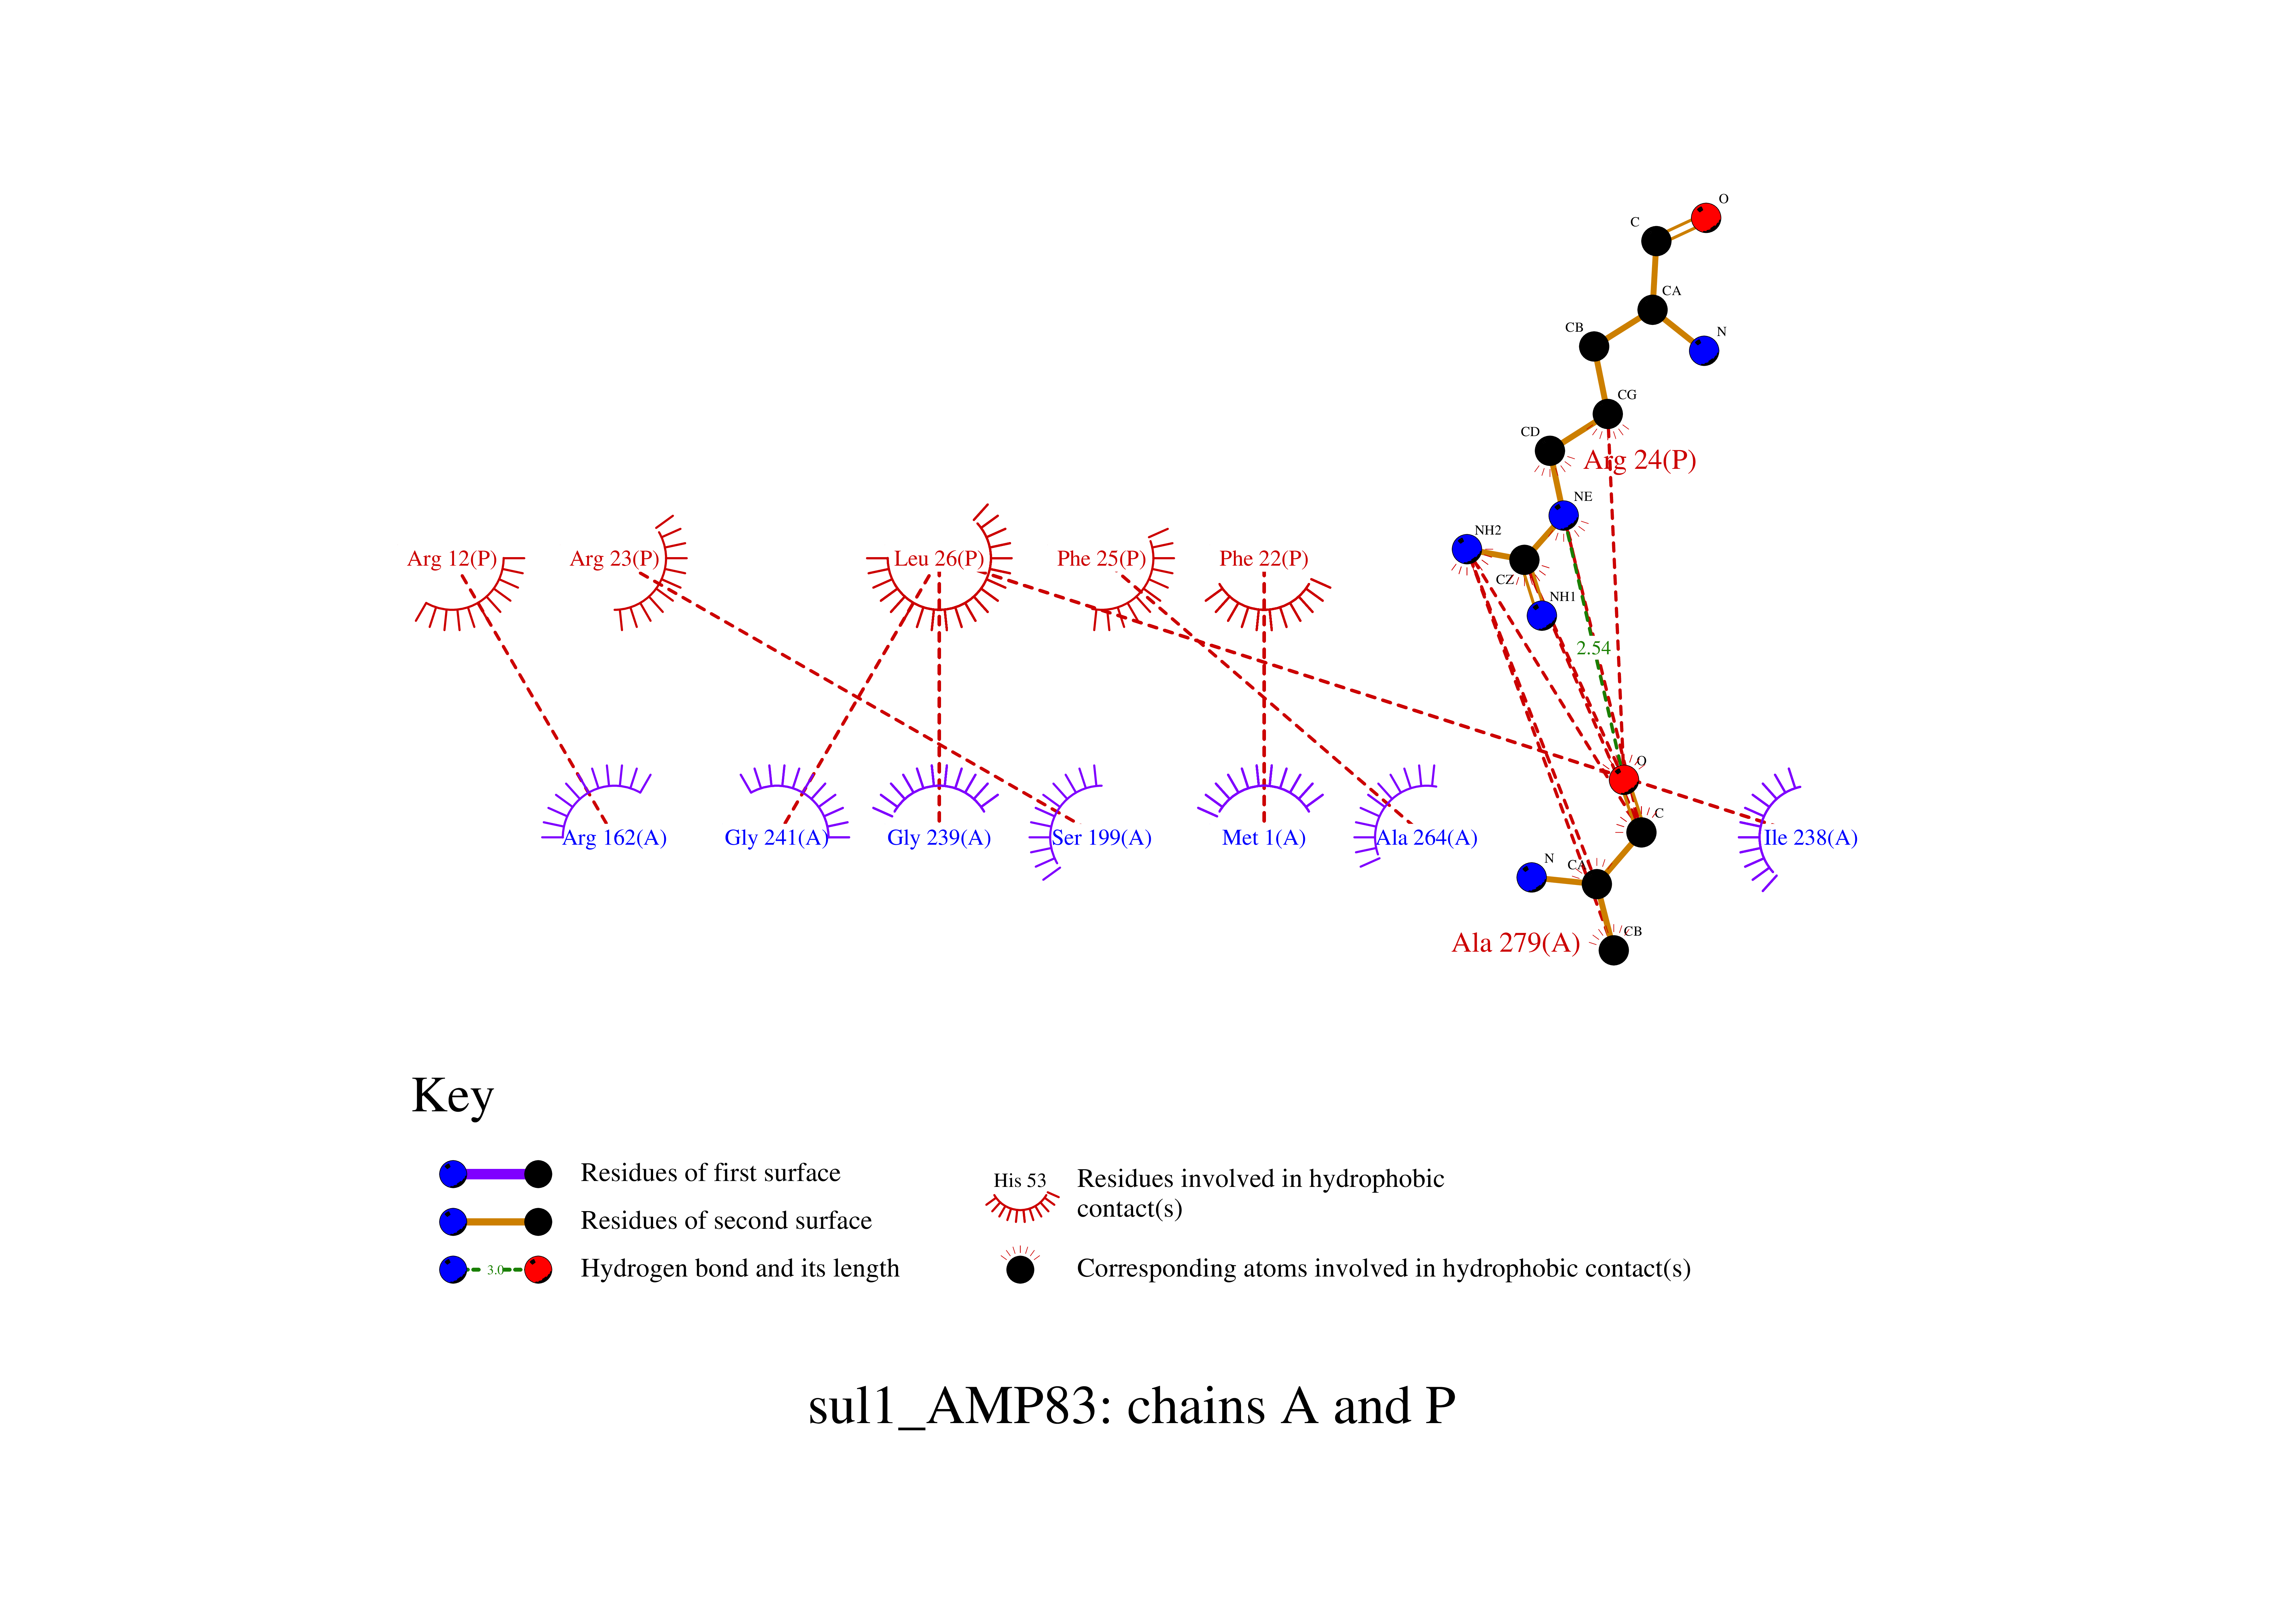 O
C
CA
CB
N
CG
CD
Arg 24(P)
NE
NH2
CZ
NH1
Arg 12(P) Arg 23(P) Leu 26(P) Phe 25(P) Phe 22(P)
2.54
O
C
Arg 162(A) Gly 241(A) Gly 239(A) Ser 199(A) Met 1(A) Ala 264(A) Ile 238(A)
N CA
CB
Ala 279(A)
Key
Residues of first surface
Residues of second surface
3.0 Hydrogen bond and its length
His 53 Residues involved in hydrophobic
contact(s)
Corresponding atoms involved in hydrophobic contact(s)
sul1_AMP83: chains A and P